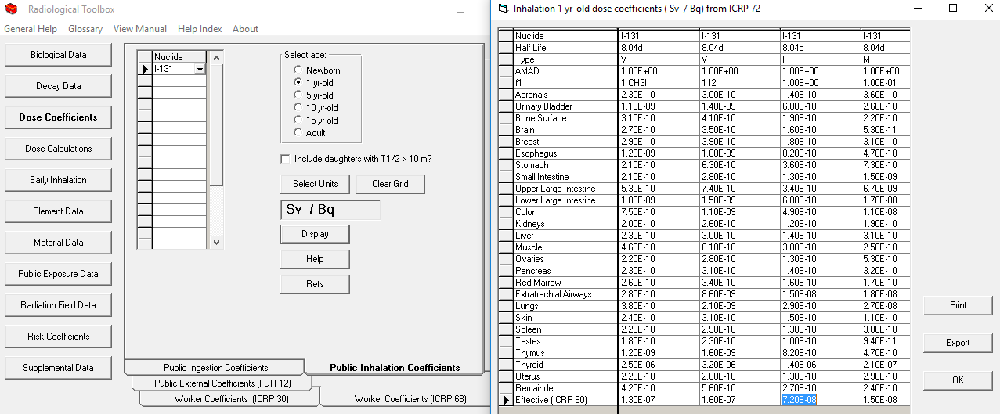 Radiological Toolbox
General Help Glossary View Manual Help Index About
Biological Data
Decay Data
Dose Coefficients
Dose Calculations
Early Inhalation
Element Data
Material Data
Public Exposure Data
Radiation Field Data
Risk Coefficients
Supplemental Data
Nuclide
I-131
Select age:
Newborn
1 yr-old
5 yr-old
10 yr-old
15 yr-old
Adult
Include daughters with T1/2 > 10 m?
Select Units Clear Grid
Sv / Bq
Display
Help
Refs
Public Ingestion Coefficients Public Inhalation Coefficients
Public External Coefficients (FGR 12)
Worker Coefficients (ICRP 30) Worker Coefficients (ICRP 68)
Inhalation 1 yr-old dose coefficients ( Sv / Bq) from ICRP 72
Nuclide I-131 I-131 I-131 I-131
Half Life 8.04d 8.04d 8.04d 8.04d
Type V V F M
AMAD 1.00E+00 1.00E+00 1.00E+00 1.00E+00
f1 1 CH3I 1 I2 1.00E+00 1.00E-01
Adrenals 2.30E-10 3.00E-10 1.40E-10 3.60E-10
Urinary Bladder 1.10E-09 1.40E-09 6.00E-10 2.60E-10
Bone Surface 3.10E-10 4.10E-10 1.90E-10 2.20E-10
Brain 2.70E-10 3.50E-10 1.60E-10 5.30E-11
Breast 2.90E-10 3.90E-10 1.80E-10 3.10E-10
Esophagus 1.20E-09 1.60E-09 8.20E-10 4.70E-10
Stomach 2.10E-10 6.30E-10 3.60E-10 7.30E-10
Small Intestine 2.10E-10 2.80E-10 1.30E-10 1.50E-09
Upper Large Intestine 5.30E-10 7.40E-10 3.40E-10 6.70E-09
Lower Large Intestine 1.00E-09 1.50E-09 6.80E-10 1.70E-08
Colon 7.50E-10 1.10E-09 4.90E-10 1.10E-08
Kidneys 2.00E-10 2.60E-10 1.20E-10 1.90E-10
Liver 2.30E-10 3.00E-10 1.40E-10 3.10E-10
Muscle 4.60E-10 6.10E-10 3.00E-10 2.50E-10
Ovaries 2.20E-10 2.80E-10 1.30E-10 5.30E-10
Pancreas 2.30E-10 3.10E-10 1.40E-10 3.20E-10
Red Marrow 2.60E-10 3.40E-10 1.60E-10 1.70E-10
Extratrachial Airways 2.80E-10 8.60E-09 1.50E-08 1.80E-08
Lungs 3.80E-10 2.10E-09 2.90E-10 2.70E-08
Skin 2.40E-10 3.10E-10 1.50E-10 1.10E-10
Spleen 2.20E-10 2.90E-10 1.30E-10 3.00E-10
Testes 1.80E-10 2.30E-10 1.00E-10 9.40E-11
Thymus 1.20E-09 1.60E-09 8.20E-10 4.70E-10
Thyroid 2.50E-06 3.20E-06 1.40E-06 2.10E-07
Uterus 2.20E-10 2.80E-10 1.30E-10 2.90E-10
Remainder 4.20E-10 5.60E-10 2.70E-10 2.40E-10
Effective (ICRP 60) 1.30E-07 1.60E-07 7.20E-08 1.50E-08
Print
Export
OK